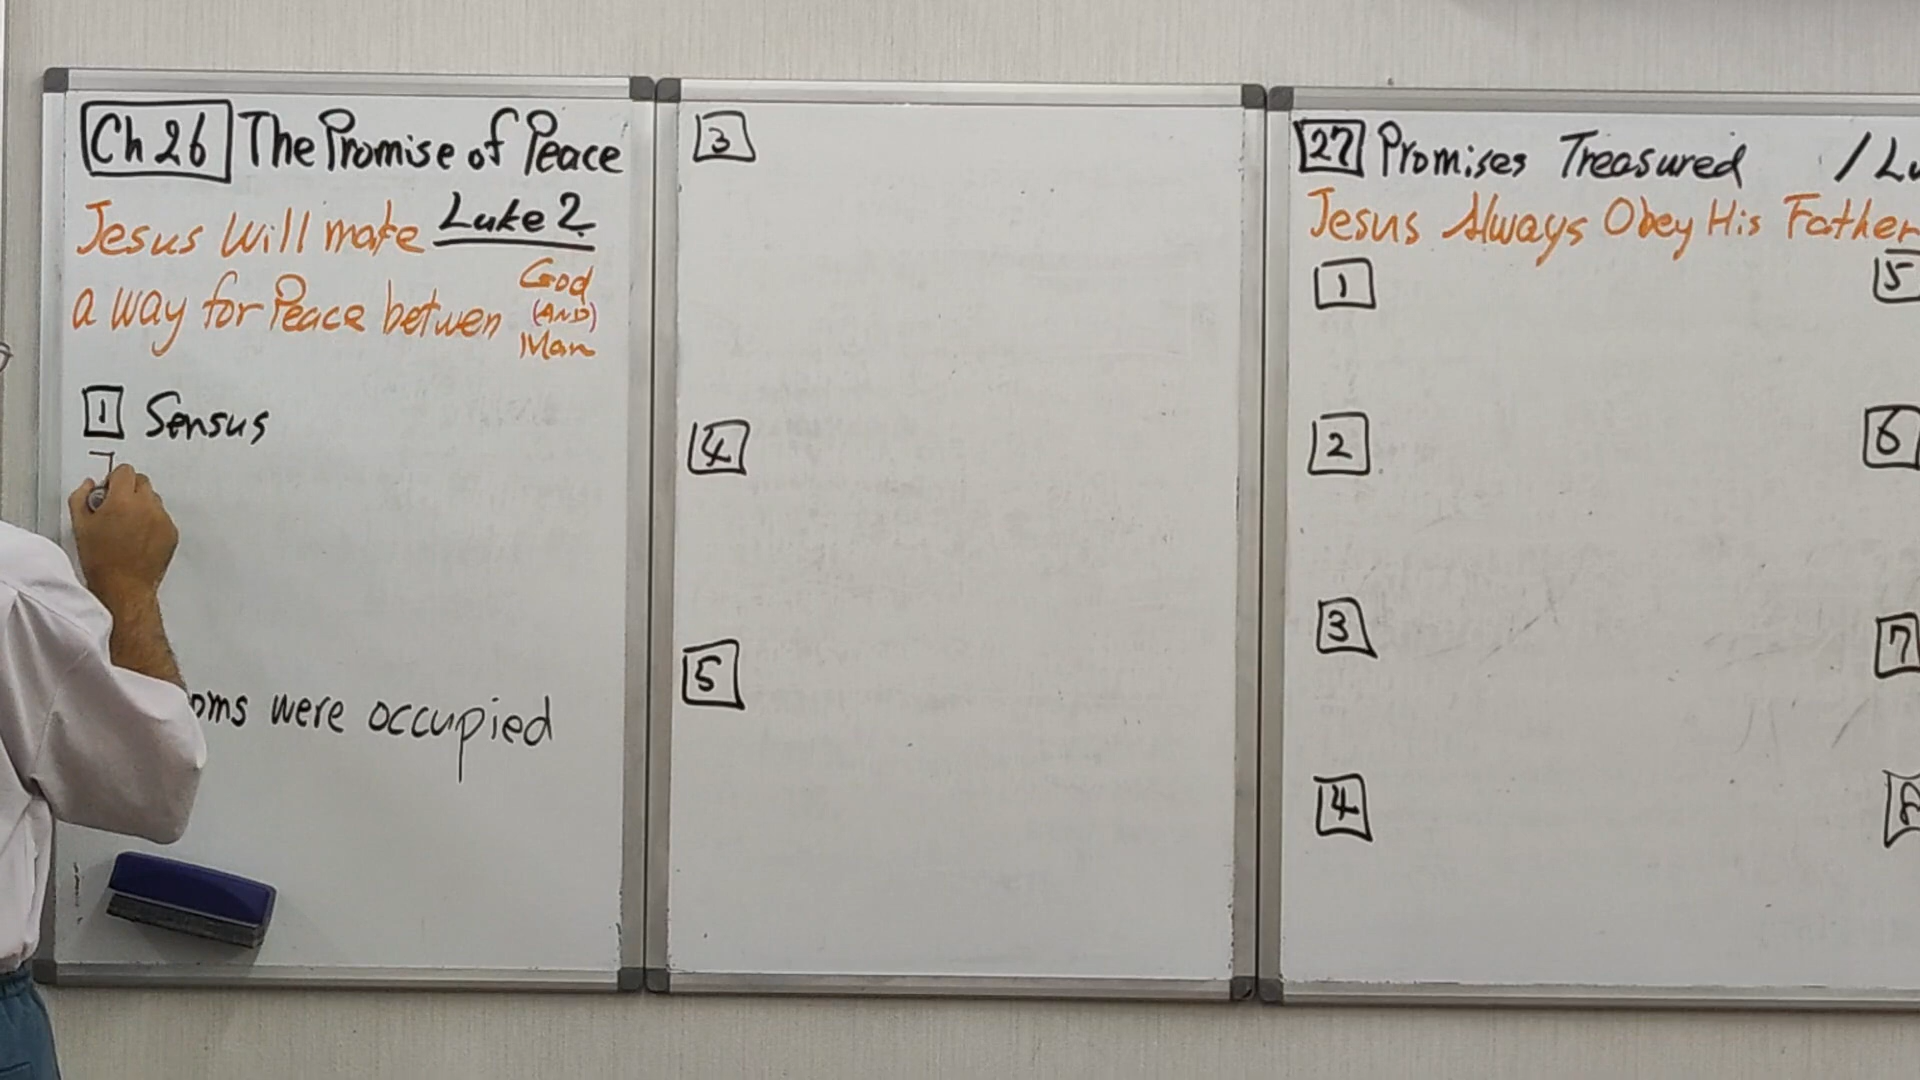 Ch 26 The Promise of Peace
Jesus Will make Luke 2
a way for Peace betwen God
(AND)
Man
1 Sensus
were occupied
3
4
5
27 Promises Treasured
Jesus Always Obey His Father
1
5
2
6
3
7
4